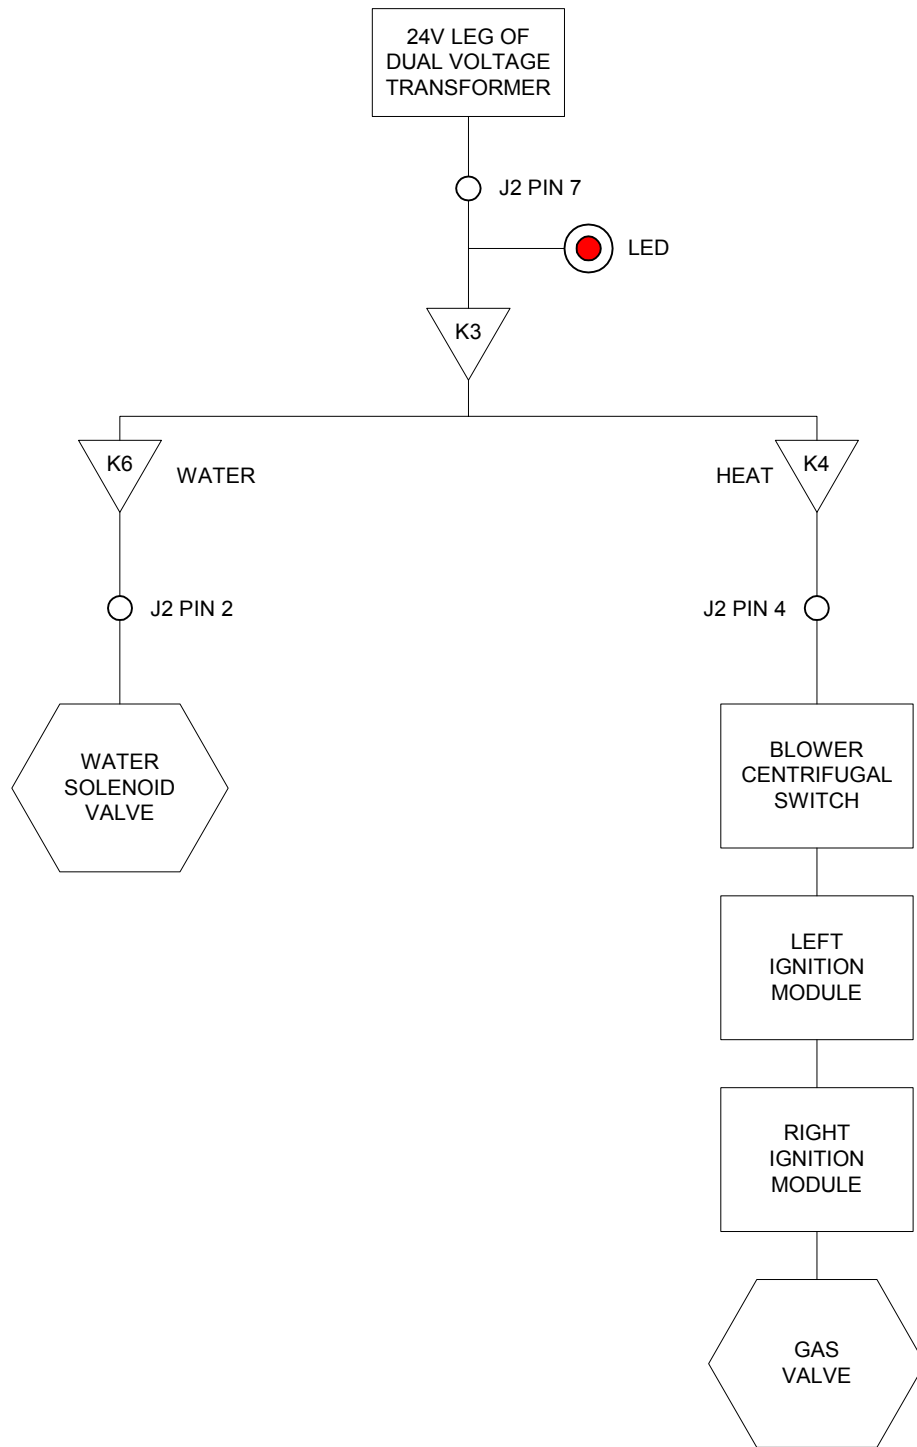 24V LEG OF
DUAL VOLTAGE
TRANSFORMER
J2 PIN 7
LED
K3
K6
WATER
HEAT
K4
J2 PIN 2
J2 PIN 4
WATER
SOLENOID
VALVE
BLOWER
CENTRIFUGAL
SWITCH
LEFT
IGNITION
MODULE
RIGHT
IGNITION
MODULE
GAS
VALVE